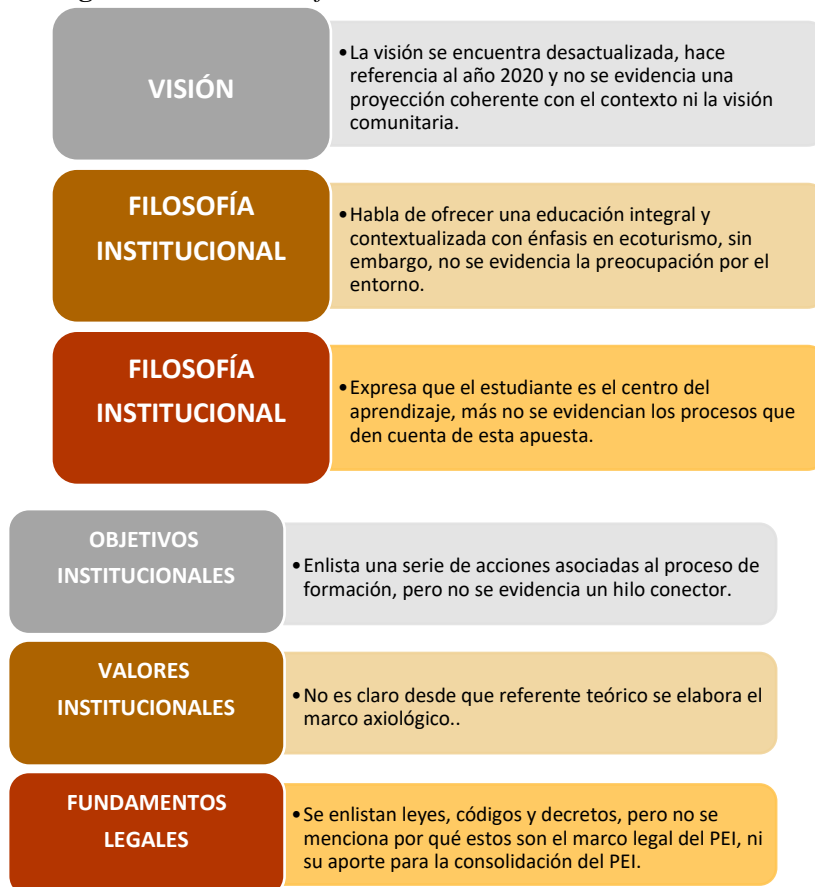 VISIÓN
•La visión se encuentra desactualizada, hace
referencia al año 2020 y no se evidencia una
proyección coherente con el contexto ni la visión
comunitaria.
FILOSOFÍA
INSTITUCIONAL
•Habla de ofrecer una educación integral y
contextualizada con énfasis en ecoturismo, sin
embargo, no se evidencia la preocupación por el
entorno.
FILOSOFÍA
INSTITUCIONAL
•Expresa que el estudiante es el centro del
aprendizaje, más no se evidencian los procesos que
den cuenta de esta apuesta.
OBJETIVOS
INSTITUCIONALES
•Enlista una serie de acciones asociadas al proceso de
formación, pero no se evidencia un hilo conector.
VALORES
INSTITUCIONALES
•No es claro desde que referente teórico se elabora el
marco axiológico..
FUNDAMENTOS
LEGALES
•Se enlistan leyes, códigos y decretos, pero no se
menciona por qué estos son el marco legal del PEI, ni
su aporte para la consolidación del PEI.